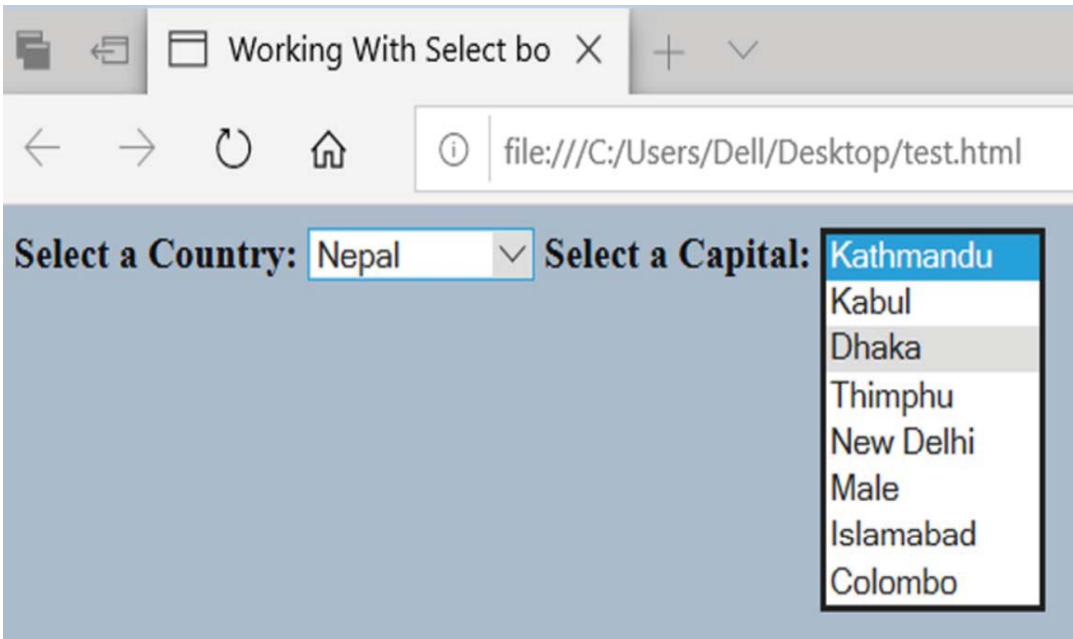 Working With Select bo
file:///C:/Users/Dell/Desktop/test.html
Select a Country: Nepal Select a Capital: Kathmandu
Kabul
Dhaka
Thimphu
New Delhi
Male
Islamabad
Colombo